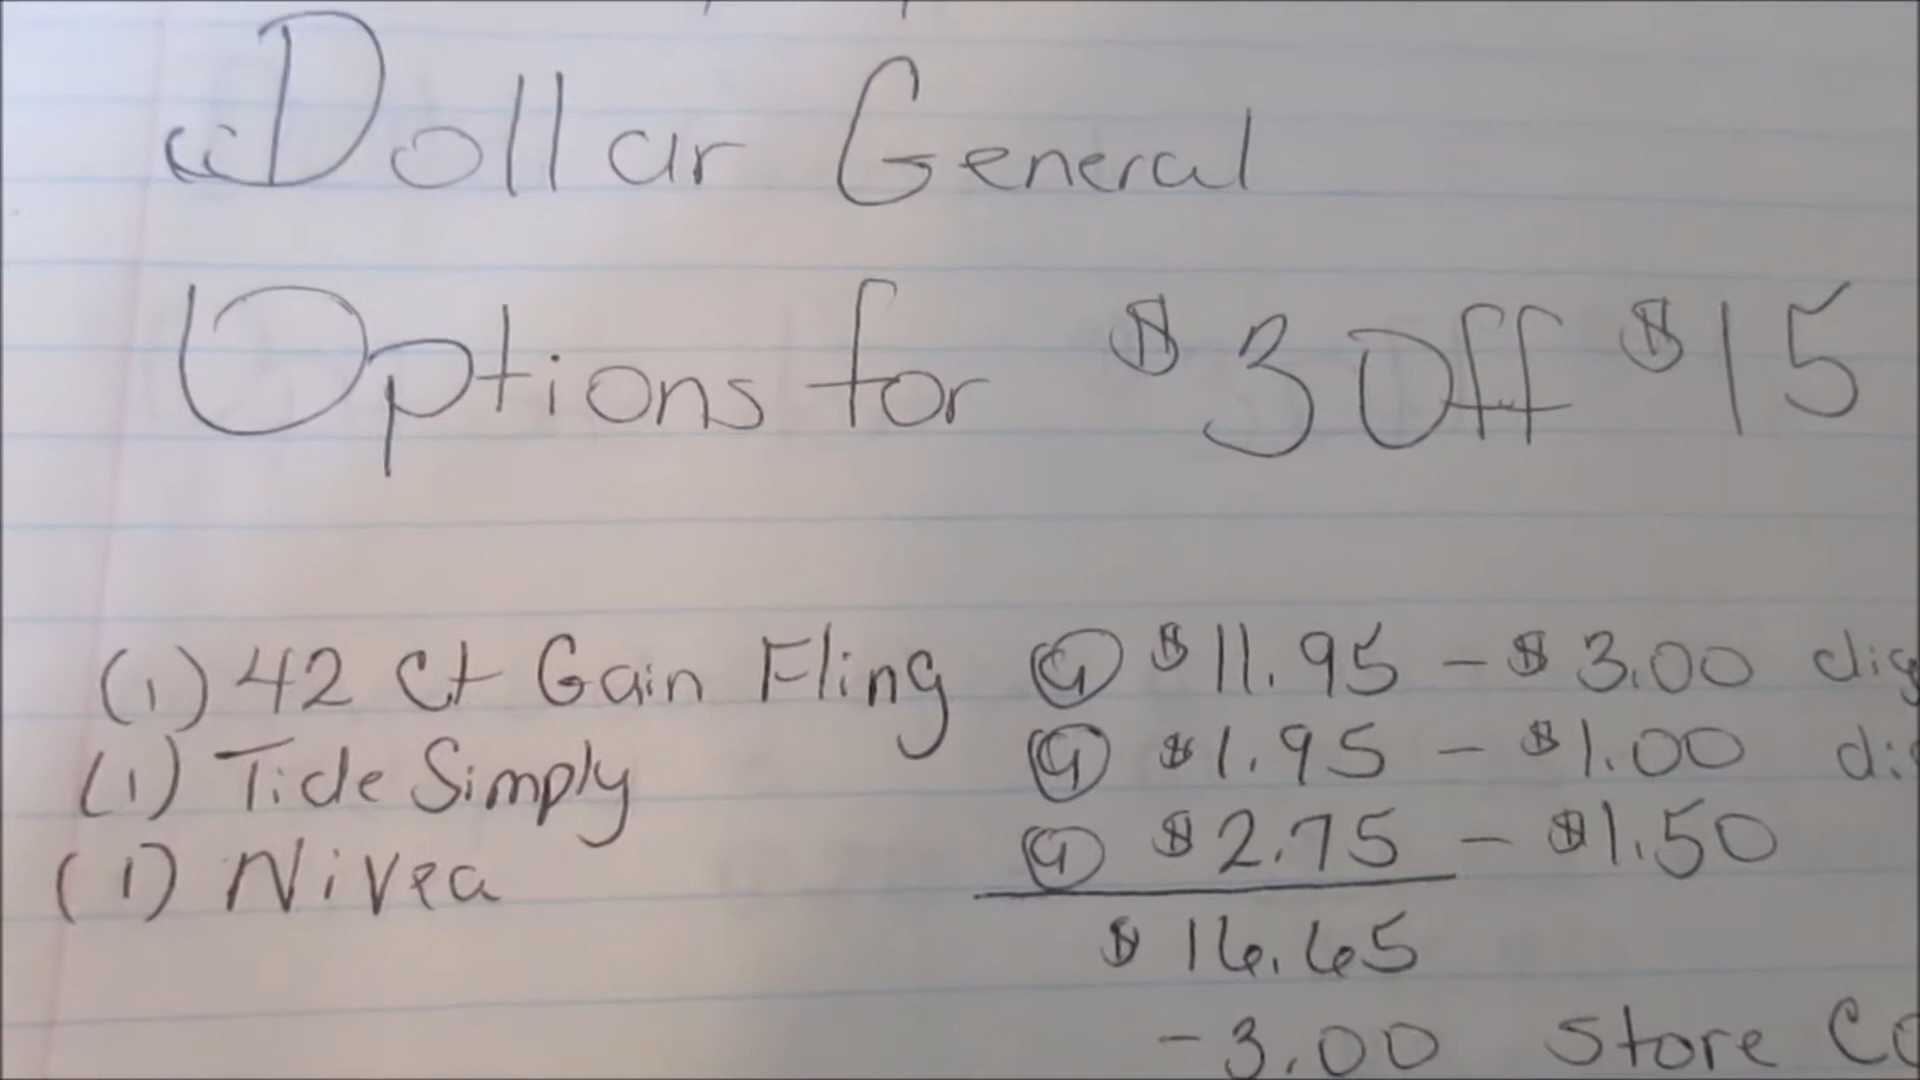 Dollar General
Options for $3 Off $15
(1) 42 Ct Gain Fling @ $11.95 - $3.00
(1) Tide Simply @ $1.95 - $1.00
(1) Nivea @ $2.75 - $1.50
$16.65
-3.00 Store